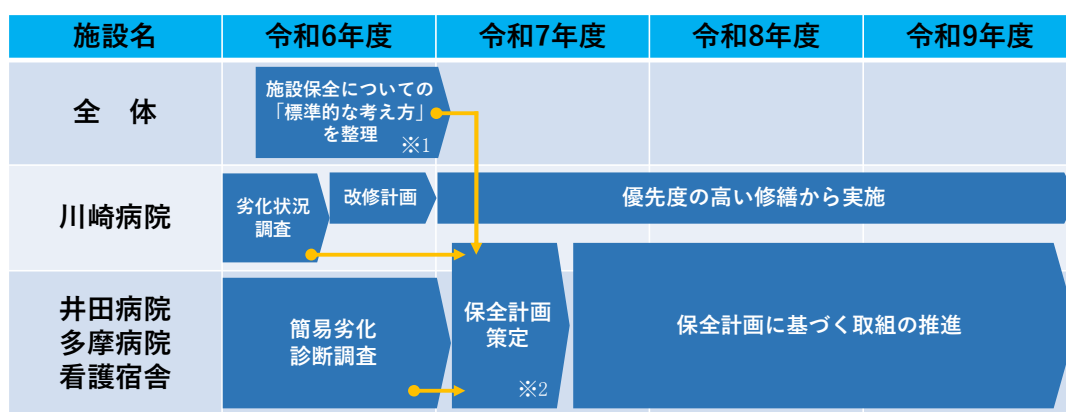 施設名
令和6年度
令和7年度
令和8年度
令和9年度
全　体
施設保全についての
「標準的な考え方」
を整理
※1
川崎病院
劣化状況
調査
改修計画
優先度の高い修繕から実施
井田病院
多摩病院
看護宿舎
簡易劣化
診断調査
保全計画
策定
※2
保全計画に基づく取組の推進